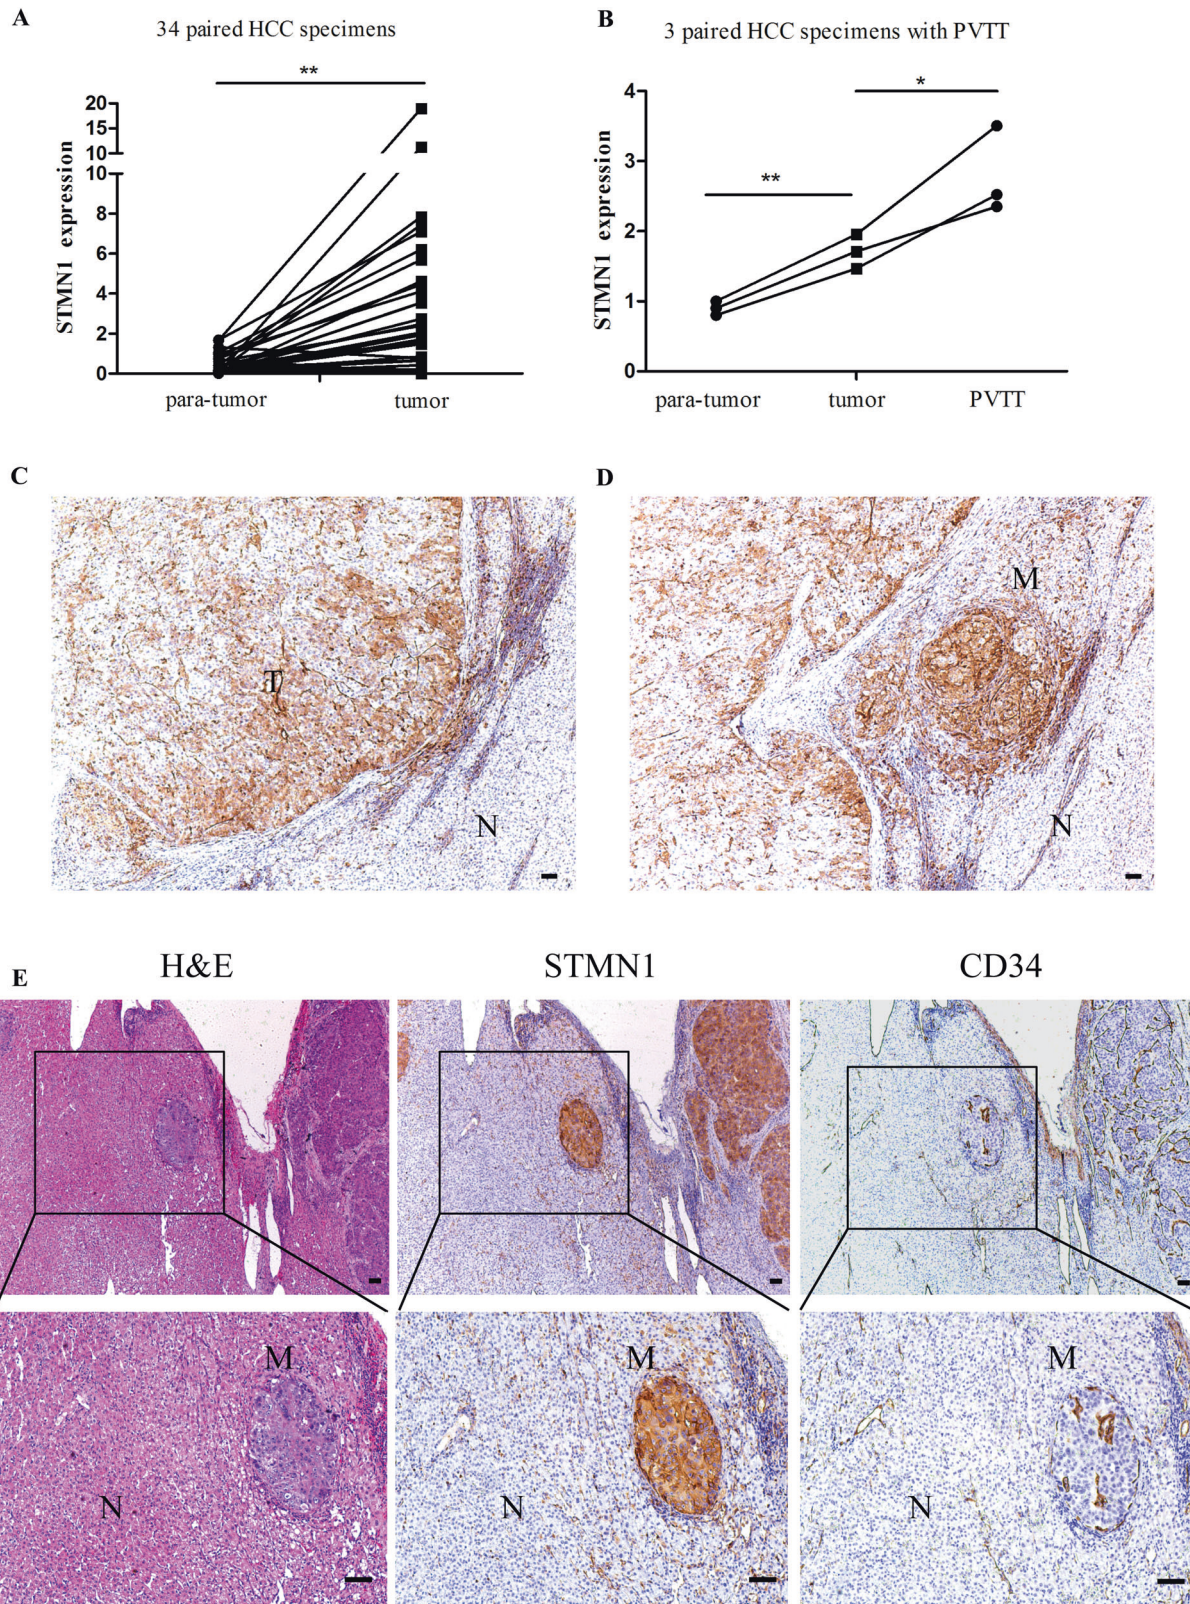 A
34 paired HCC specimens
**
STMN1 expression
20
15
10
10
8
6
4
2
0
para-tumor
tumor
B
3 paired HCC specimens with PVTT
*
**
STMN1 expression
4
3
2
1
0
para-tumor
tumor
PVTT
C
T
N
D
M
N
E
H&E
STMN1
CD34
M
N
M
N
M
N